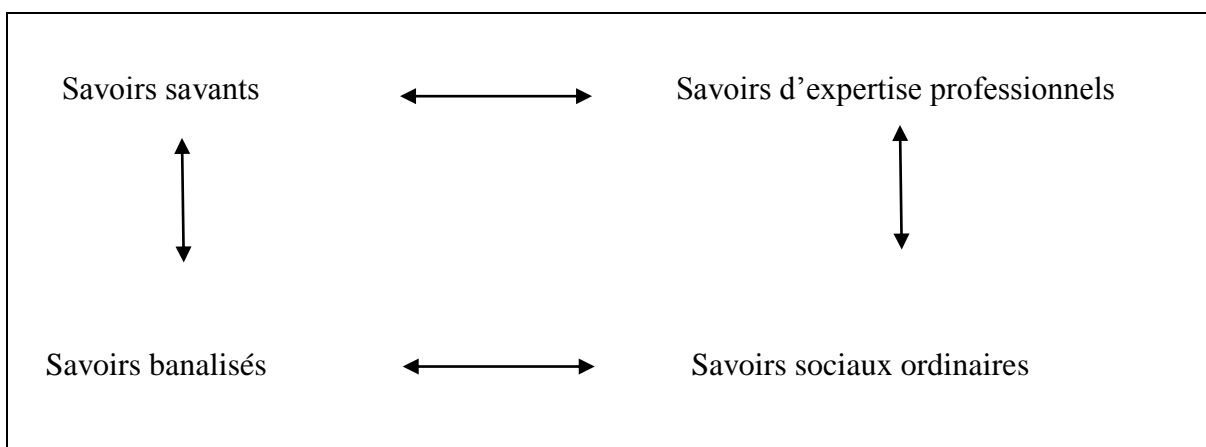 Savoirs savants
Savoirs d’expertise professionnels
Savoirs banalisés
Savoirs sociaux ordinaires